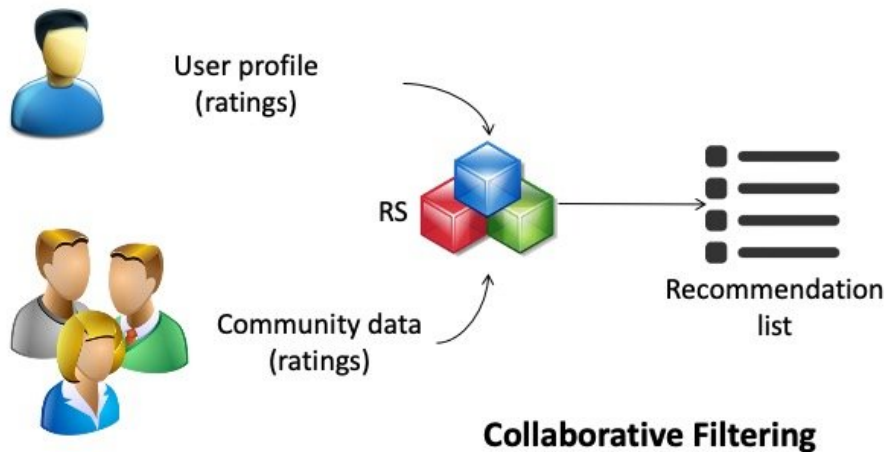 User profile
(ratings)
RS
Community data
(ratings)
Recommendation
list
Collaborative Filtering